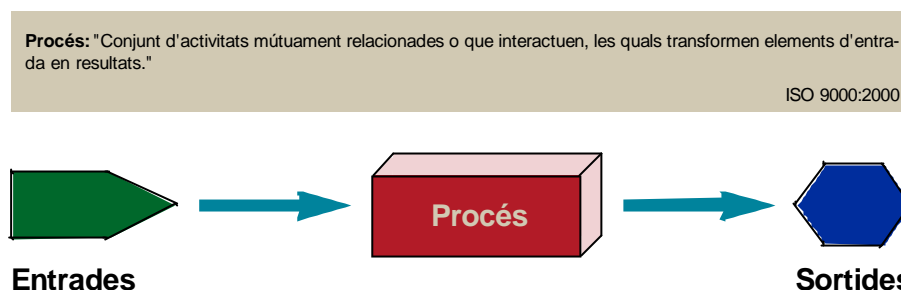 Procés: "Conjunt d'activitats mútuament relacionades o que interactuen, les quals transformen elements d'entra-
da en resultats."
ISO 9000:2000
Procés
Entrades
Sortides